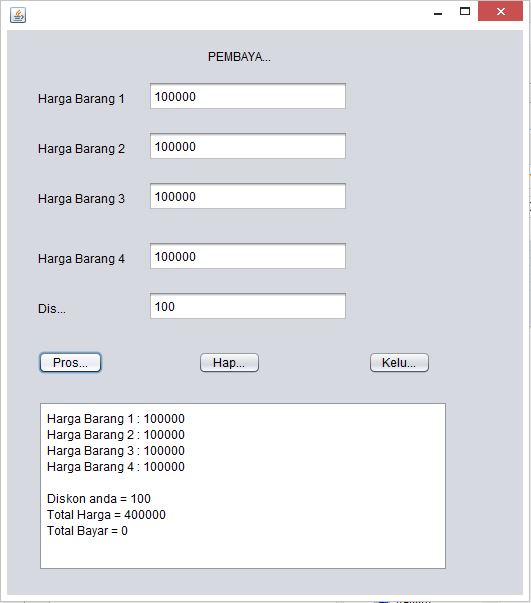 PEMBAYA...
Harga Barang 1 100000
Harga Barang 2 100000
Harga Barang 3 100000
Harga Barang 4 100000
Dis... 100
Pros... Hap... Kelu...
Harga Barang 1 : 100000
Harga Barang 2 : 100000
Harga Barang 3 : 100000
Harga Barang 4 : 100000
Diskon anda = 100
Total Harga = 400000
Total Bayar = 0